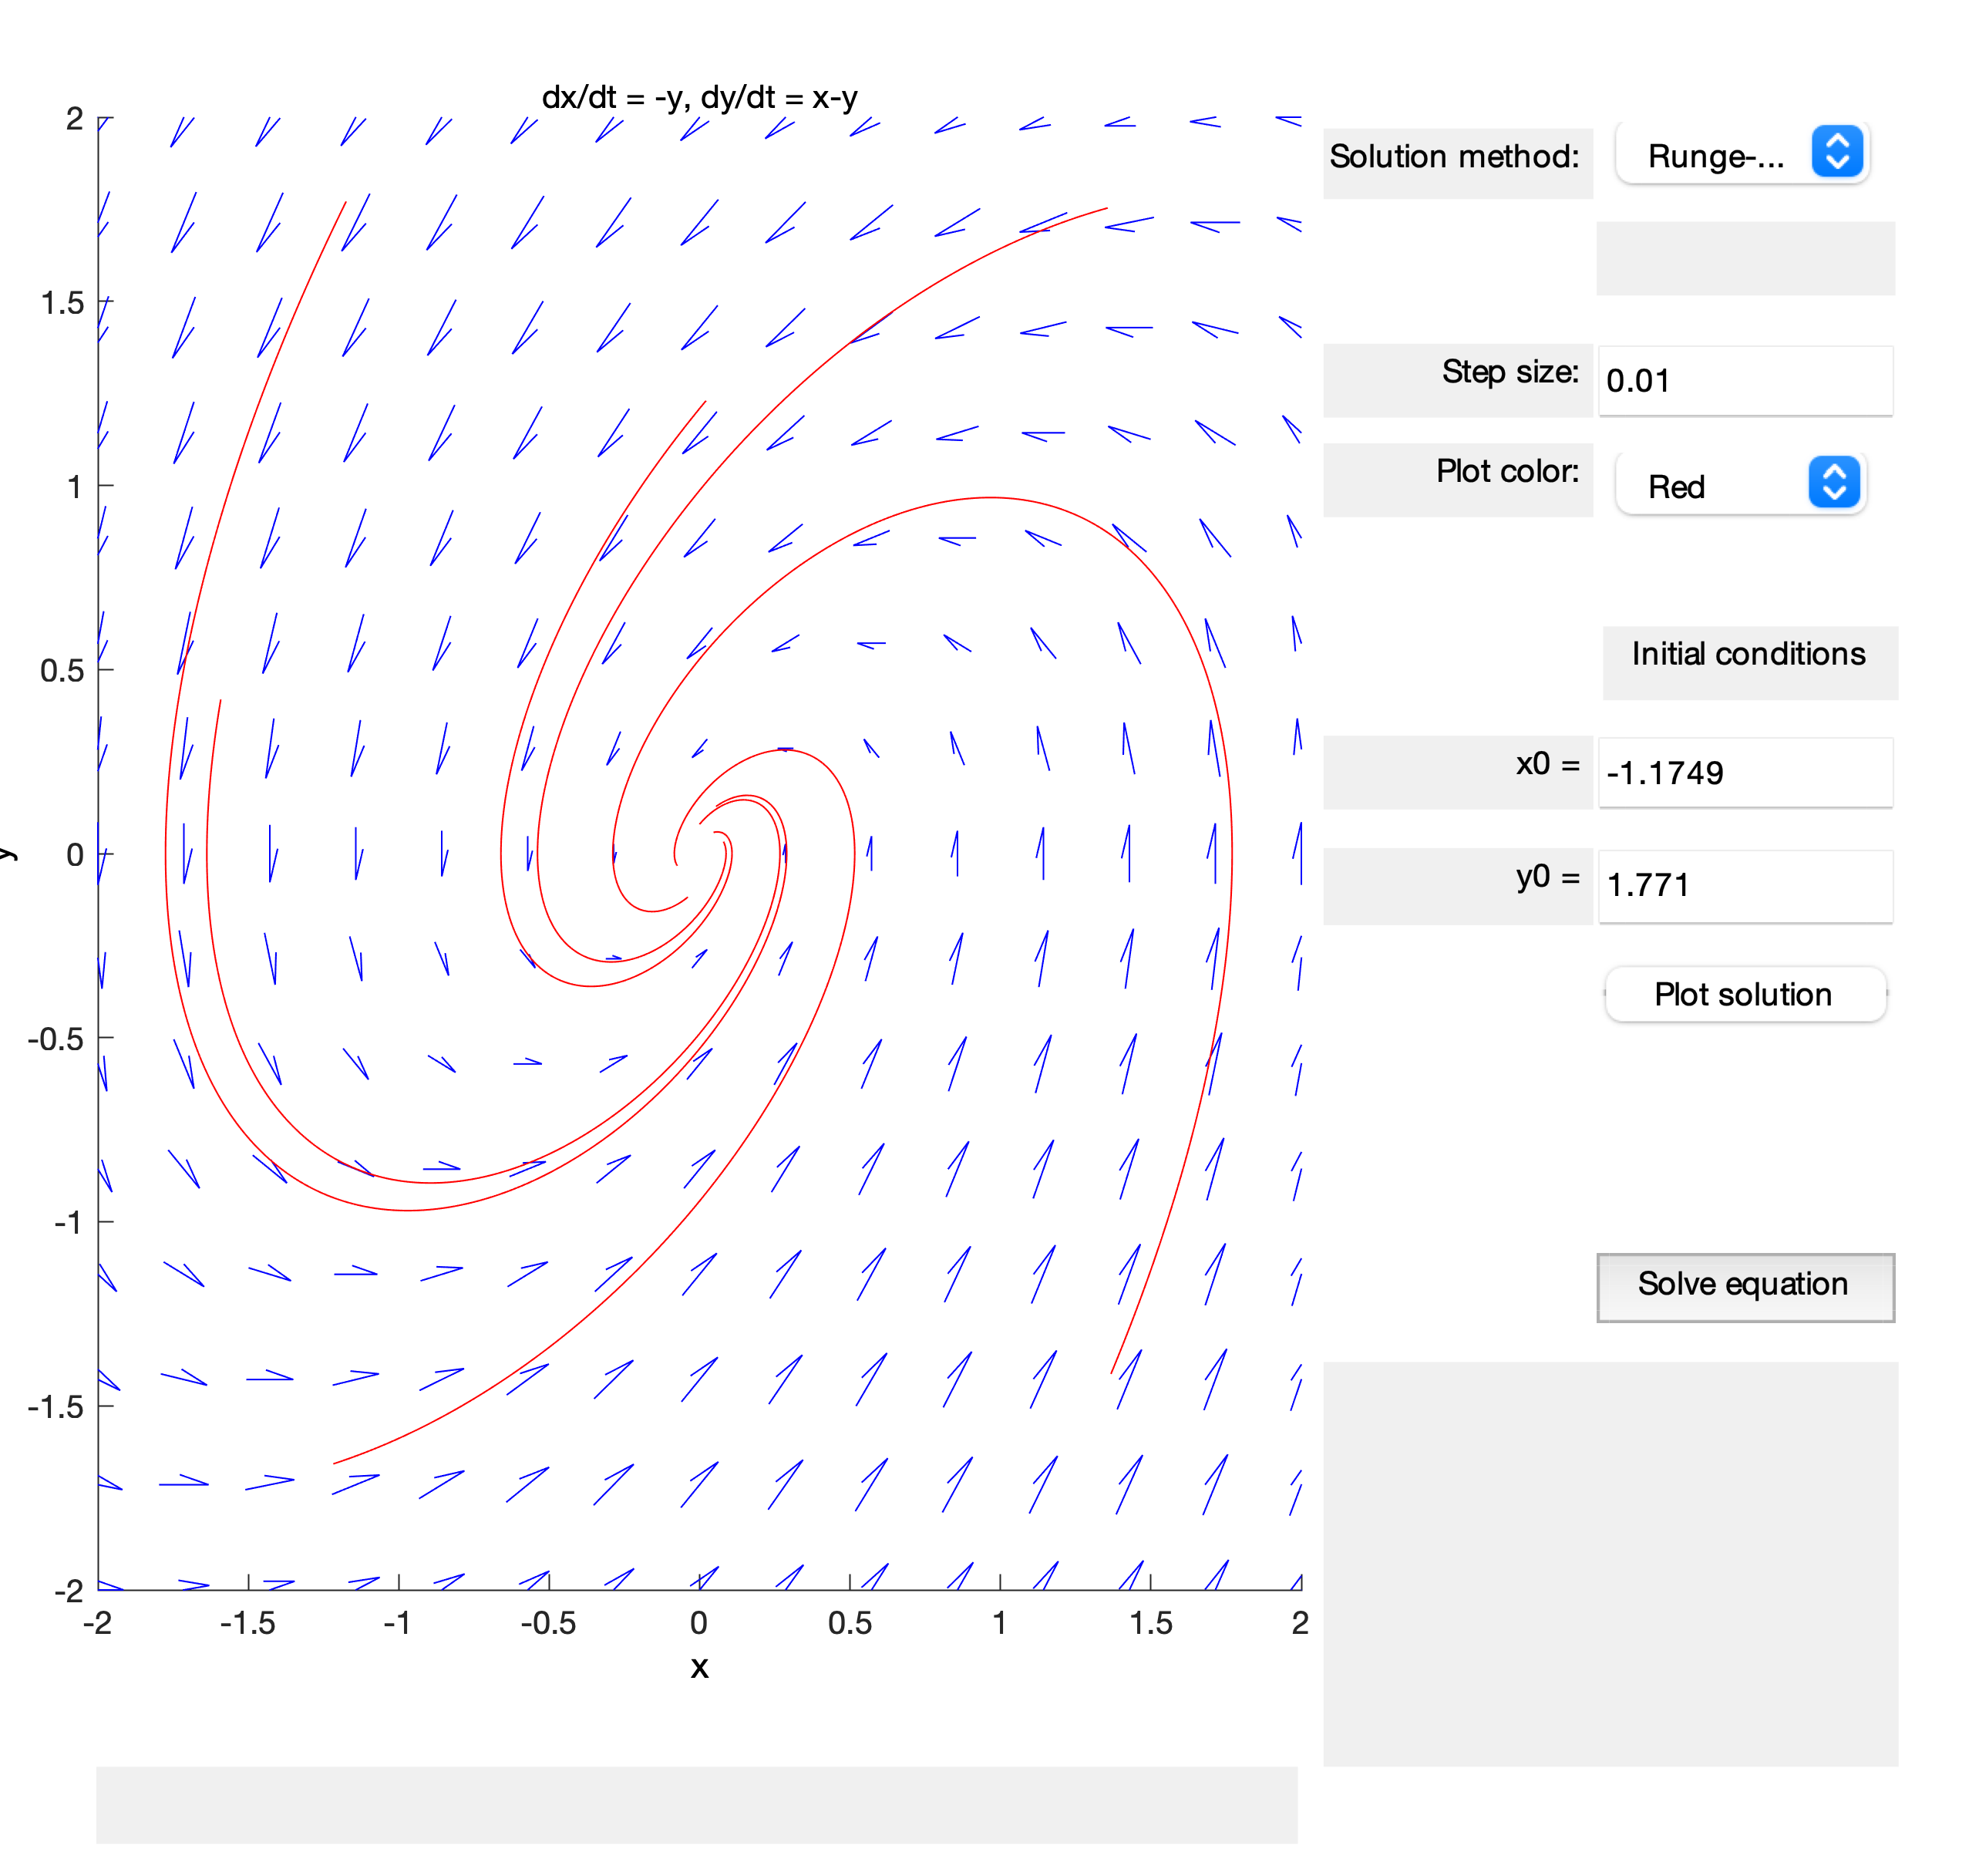 dx/dt = -y, dy/dt = x-y
2
1.5
1
0.5
0
-0.5
-1
-1.5
-2
y
-2
-1.5
-1
-0.5
0
0.5
1
1.5
2
x
Solution method:
Runge-...
Step size:
0.01
Plot color:
Red
Initial conditions
x0 =
-1.1749
y0 =
1.771
Plot solution
Solve equation